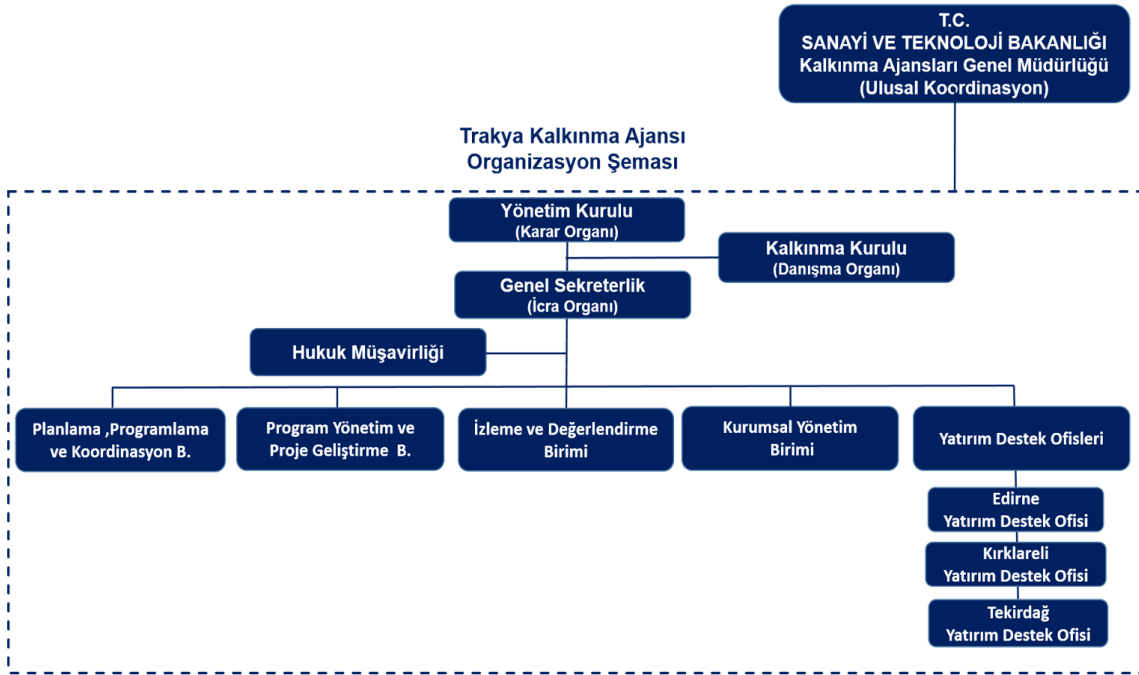 T.C.
SANAYİ VE TEKNOLOJİ BAKANLIĞI
Kalkınma Ajansları Genel Müdürlüğü
(Ulusal Koordinasyon)
Trakya Kalkınma Ajansı
Organizasyon Şeması
Yönetim Kurulu
(Karar Organı)
Kalkınma Kurulu
(Danışma Organı)
Genel Sekreterlik
(İcra Organı)
Hukuk Müşavirliği
Planlama ,Programlama
ve Koordinasyon B.
Program Yönetim ve
Proje Geliştirme B.
İzleme ve Değerlendirme
Birimi
Kurumsal Yönetim
Birimi
Yatırım Destek Ofisleri
Edirne
Yatırım Destek Ofisi
Kırklareli
Yatırım Destek Ofisi
Tekirdağ
Yatırım Destek Ofisi